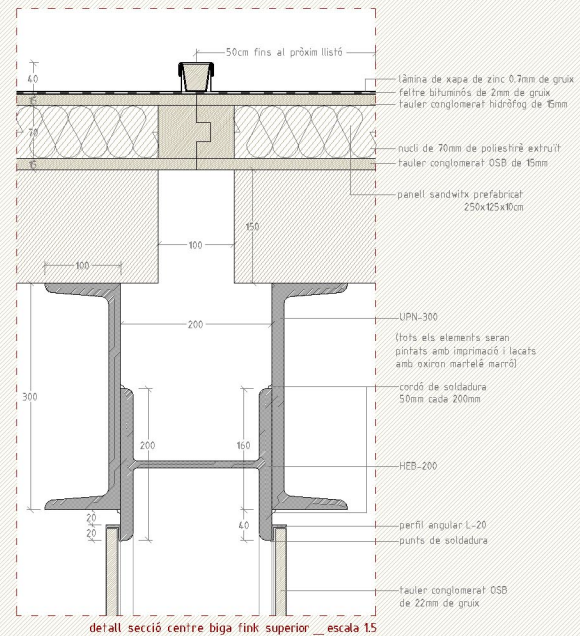 50cm fins al pròxim llistó
40
làmina de xapa de zinc 0.7mm de gruix
feltre bituminós de 2mm de gruix
15
tauler conglomerat hidròfog de 15mm
70
nucli de 70mm de poliestirè extruït
15
tauler conglomerat OSB de 15mm
panell sandwitx prefabricat
250x125x10cm
150
100
100
200
UPN-300
(tots els elements seran
pintats amb imprimació i lacats
amb oxiron martelé marró)
cordó de soldadura
50mm cada 200mm
300
200
160
HEB-200
20
20
40
perfil angular L-20
punts de soldadura
tauler conglomerat OSB
de 22mm de gruix
detall secció centre biga fink superior __ escala 1.5